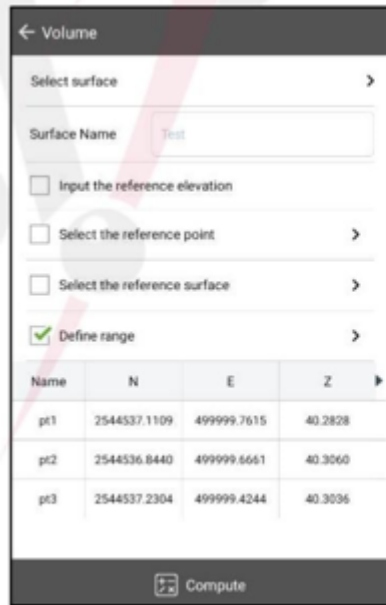 ← Volume
Select surface >
Surface Name Test
Input the reference elevation
Select the reference point >
Select the reference surface >
Define range >
Name N E Z
pt1 2544537.1109 499999.7615 40.2828
pt2 2544536.8440 499999.6661 40.3060
pt3 2544537.2304 499999.4244 40.3036
Compute